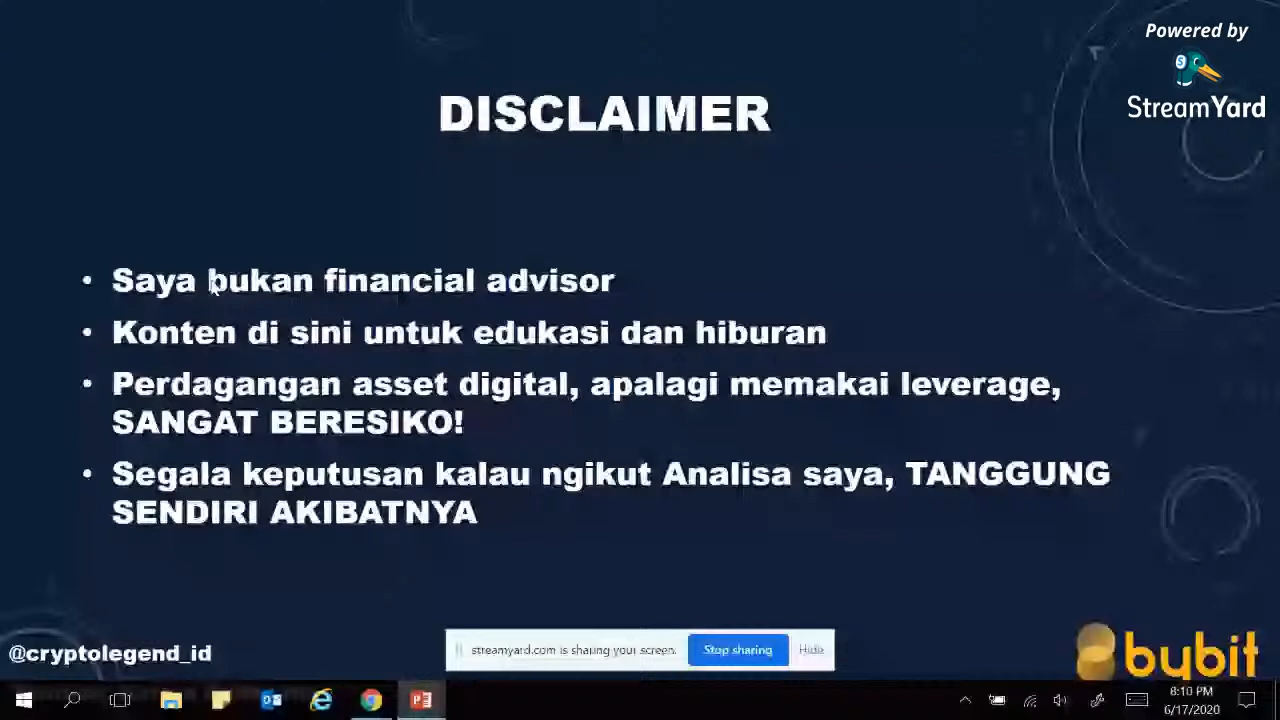 Powered by
StreamYard
DISCLAIMER
• Saya bukan financial advisor
• Konten di sini untuk edukasi dan hiburan
• Perdagangan asset digital, apalagi memakai leverage,
SANGAT BERESIKO!
• Segala keputusan kalau ngikut Analisa saya, TANGGUNG
SENDIRI AKIBATNYA
@cryptolegend_id
streamyard.com is sharing your screen.
Stop sharing
Hide
bybit
8:10 PM
6/17/2020